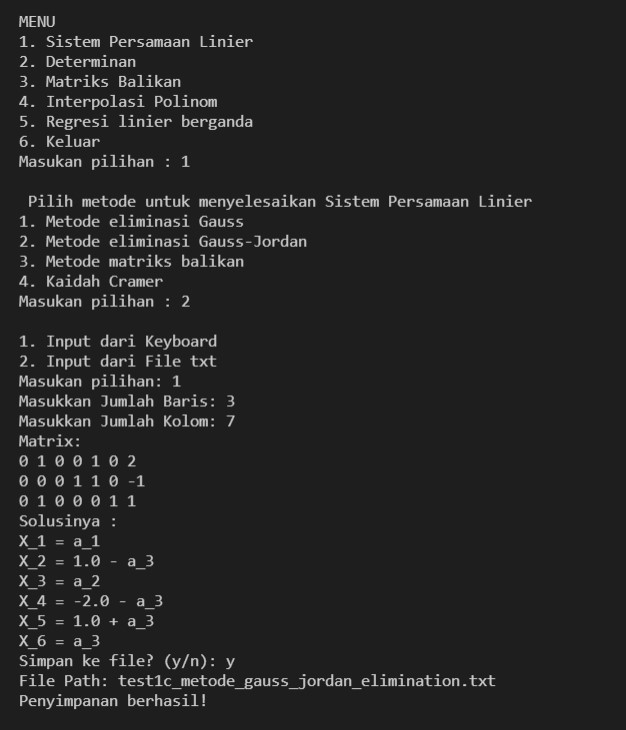 MENU
1. Sistem Persamaan Linier
2. Determinan
3. Matriks Balikan
4. Interpolasi Polinom
5. Regresi linier berganda
6. Keluar
Masukan pilihan : 1
Pilih metode untuk menyelesaikan Sistem Persamaan Linier
1. Metode eliminasi Gauss
2. Metode eliminasi Gauss-Jordan
3. Metode matriks balikan
4. Kaidah Cramer
Masukan pilihan : 2
1. Input dari Keyboard
2. Input dari File txt
Masukan pilihan: 1
Masukkan Jumlah Baris: 3
Masukkan Jumlah Kolom: 7
Matrix:
0 1 0 0 1 0 2
0 0 0 1 1 0 -1
0 1 0 0 0 1 1
Solusinya :
X_1 = a_1
X_2 = 1.0 - a_3
X_3 = a_2
X_4 = -2.0 - a_3
X_5 = 1.0 + a_3
X_6 = a_3
Simpan ke file? (y/n): y
File Path: test1c_metode_gauss_jordan_elimination.txt
Penyimpanan berhasil!